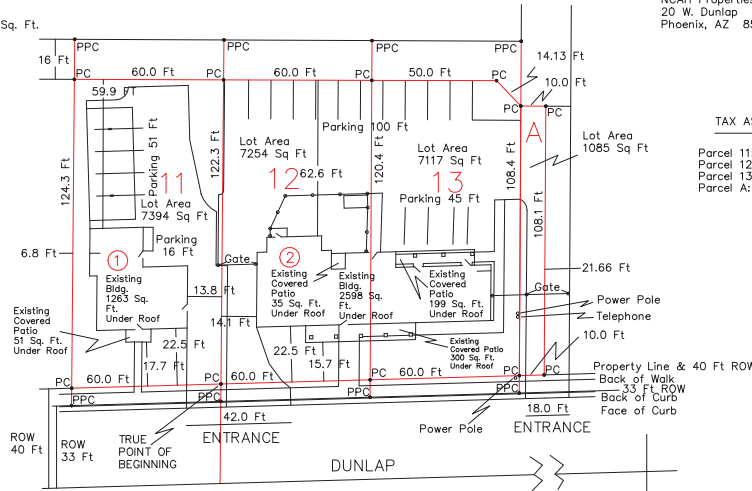 NCAH Properties
Sq. Ft.
20 W. Dunlap
Phoenix, AZ 8
PPC
PPC
PPC
PPC
16 Ft
14.13 Ft
PC
60.0 Ft
PC
60.0 Ft
PC
50.0 Ft
PC
10.0 Ft
59.9 FT
PC
PC
TAX AS
Parking 100 Ft
A
Lot Area
1085 Sq Ft
Lot Area
7254 Sq Ft
Lot Area
7117 Sq Ft
Parking 51 Ft
124.3 Ft
122.3 Ft
120.4 Ft
108.4 Ft
108.1 Ft
Parcel 11:
Parcel 12
Parcel 13
Parcel A:
11
12
62.6 Ft
13
Lot Area
7394 Sq Ft
Parking 45 Ft
Parking
16 Ft
6.8 Ft
1
2
Gate
21.66 Ft
Existing
Bldg.
1263 Sq.
Ft.
Under Roof
Existing
Covered
Patio
35 Sq. Ft.
Under Roof
Existing
Bldg.
2598 Sq.
Ft.
Under Roof
Existing
Covered
Patio
199 Sq. Ft.
Under Roof
13.8 Ft
Gate
Power Pole
Telephone
Existing
Covered
Patio
51 Sq. Ft.
Under Roof
14.1 Ft
10.0 Ft
22.5 Ft
17.7 Ft
22.5 Ft
15.7 Ft
Existing
Covered Patio
300 Sq. Ft.
Under Roof
Property Line & 40 Ft ROW
PC
60.0 Ft
PC
60.0 Ft
PC
60.0 Ft
PC
PC
Back of Walk
33 Ft ROW
Back of Curb
Face of Curb
PPC
PPC
PPC
PPC
42.0 Ft
ENTRANCE
18.0 Ft
ENTRANCE
Power Pole
ROW
40 Ft
ROW
33 Ft
TRUE
POINT OF
BEGINNING
DUNLAP